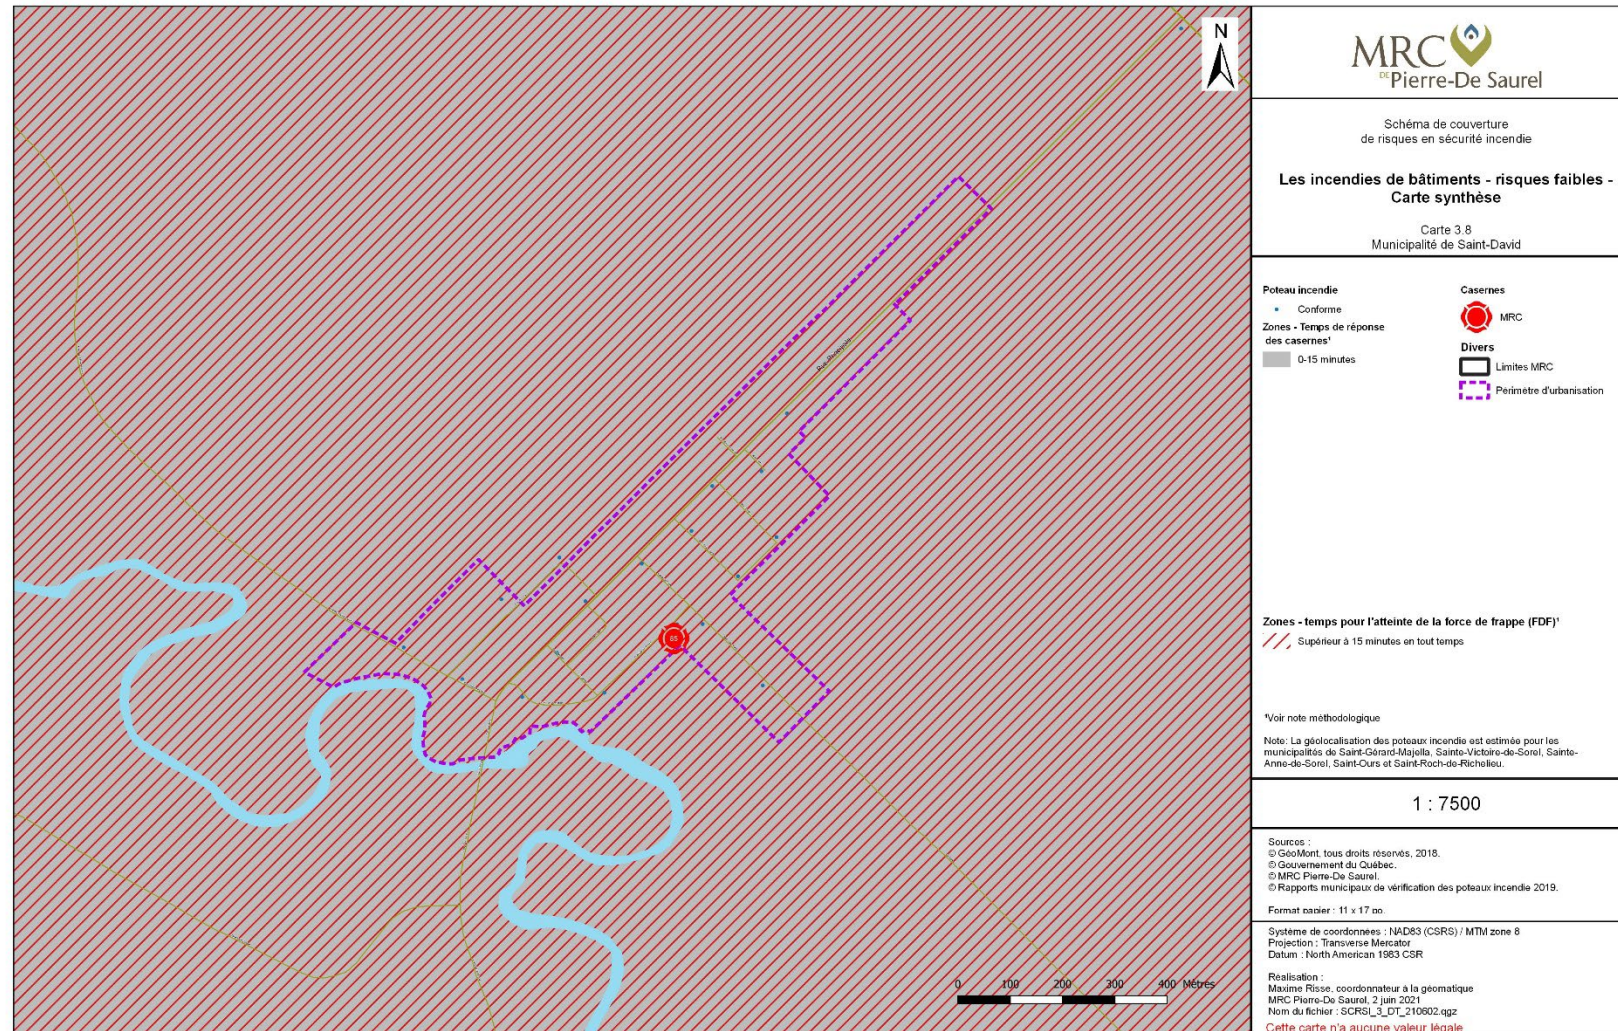 N
MRC
DE Pierre-De Saurel
Schéma de couverture
de risques en sécurité incendie
Les incendies de bâtiments - risques faibles -
Carte synthèse
Carte 3.8
Municipalité de Saint-David
Poteau incendie
Conforme
Zones - Temps de réponse
des casernes¹
0-15 minutes
Casernes
MRC
Divers
Limites MRC
Périmètre d'urbanisation
Rue Principale
65
Zones - temps pour l'atteinte de la force de frappe (FDF)¹
Supérieur à 15 minutes en tout temps
¹Voir note méthodologique
Note: La géolocalisation des poteaux incendie est estimée pour les
municipalités de Saint-Gérard-Majella, Sainte-Victoire-de-Sorel, Sainte-
Anne-de-Sorel, Saint-Ours et Saint-Roch-de-Richelieu.
1 : 7500
Sources :
© GéoMont, tous droits réservés, 2018.
© Gouvernement du Québec.
© MRC Pierre-De Saurel.
© Rapports municipaux de vérification des poteaux incendie 2019.
Format papier : 11 x 17 po.
Système de coordonnées : NAD83 (CSRS) / MTM zone 8
Projection : Transverse Mercator
Datum : North American 1983 CSR
Réalisation :
Maxime Risse, coordonnateur à la géomatique
MRC Pierre-De Saurel, 2 juin 2021
Nom du fichier : SCRSI_3_DT_210602.qgz
Cette carte n'a aucune valeur légale
0 100 200 300 400 Mètres